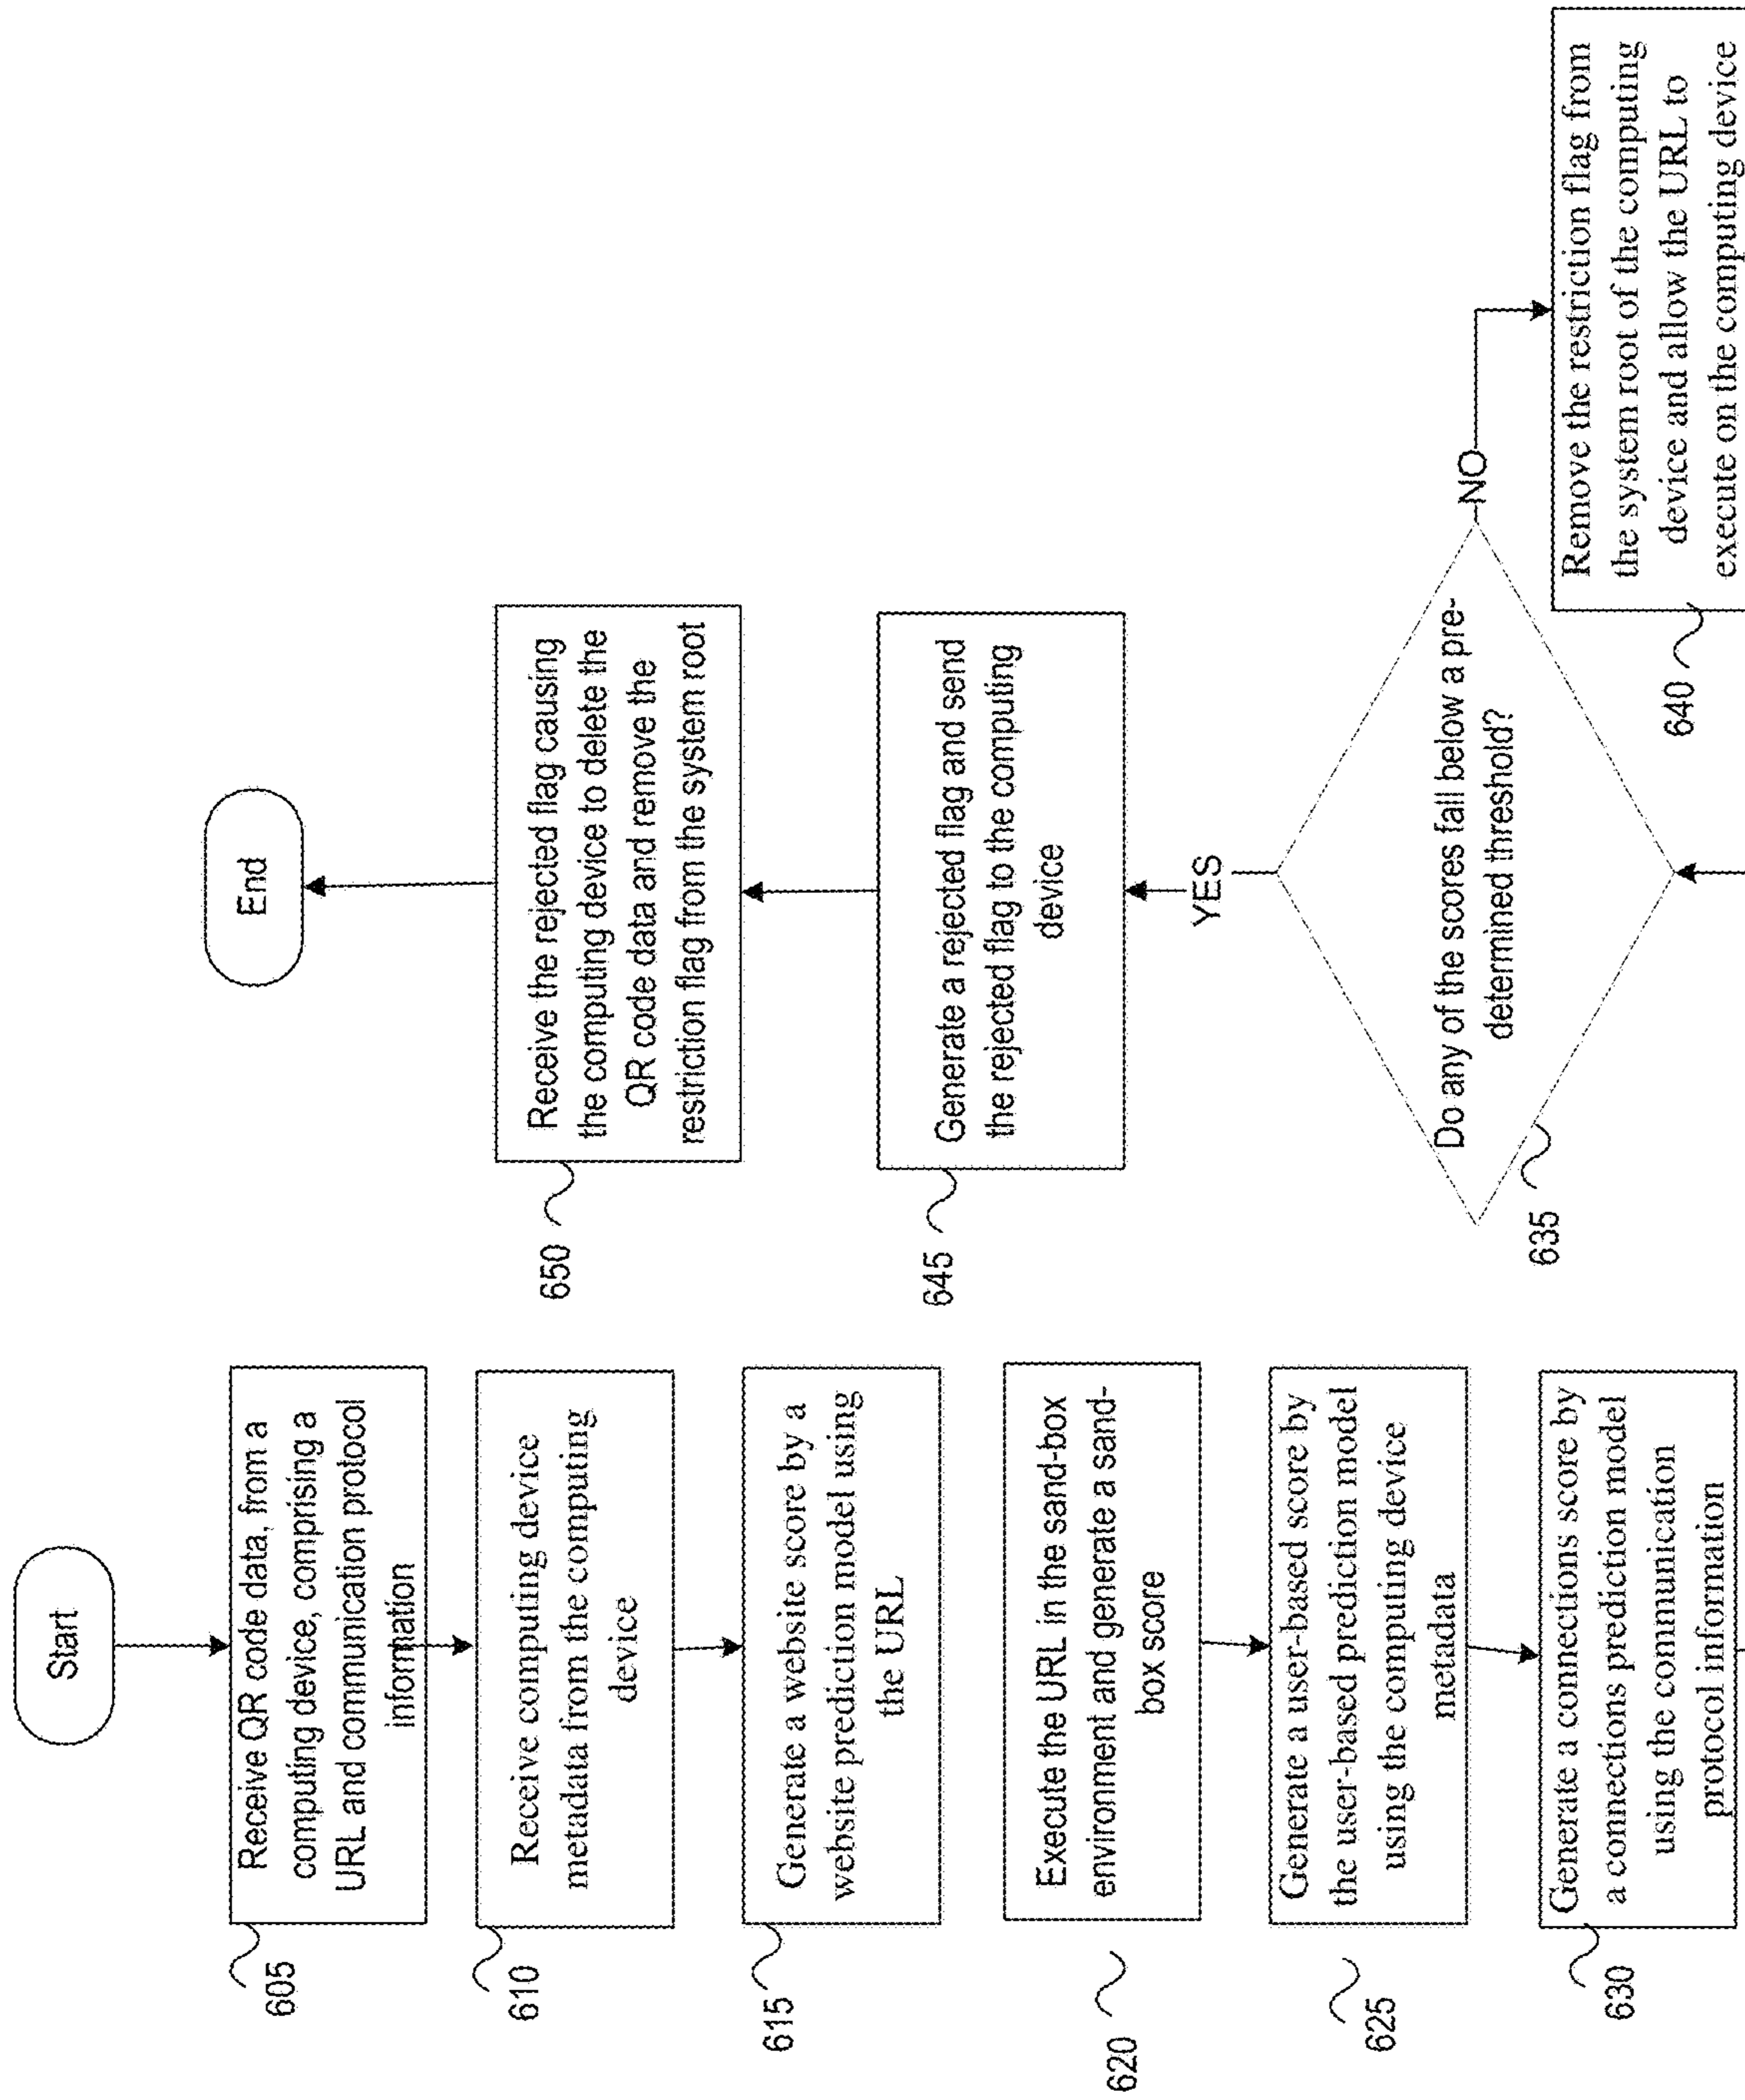 Start
Receive QR code data, from a
computing device, comprising a
URL and communication protocol
information
605
Receive computing device
metadata from the computing
device
610
Generate a website score by a
website prediction model using
the URL
615
Execute the URL in the sand-box
environment and generate a sand-
box score
620
Generate a user-based score by
the user-based prediction model
using the computing device
metadata
625
Generate a connections score by
a connections prediction model
using the communication
protocol information
630
Do any of the scores fall below a pre-
determined threshold?
635
NO
Remove the restriction flag from
the system root of the computing
device and allow the URL to
execute on the computing device
640
YES
Generate a rejected flag and send
the rejected flag to the computing
device
645
Receive the rejected flag causing
the computing device to delete the
QR code data and remove the
restriction flag from the system root
650
End